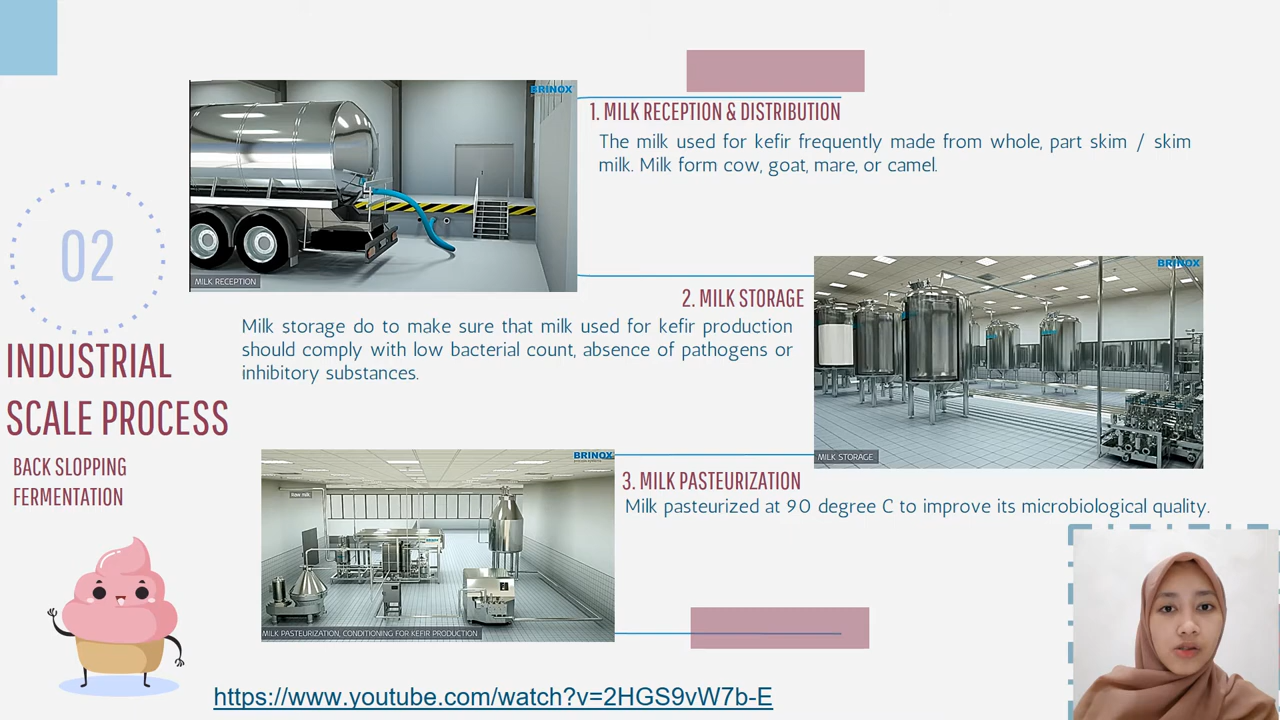 BRINOX
MILK RECEPTION
1. MILK RECEPTION & DISTRIBUTION
The milk used for kefir frequently made from whole, part skim / skim
milk. Milk form cow, goat, mare, or camel.
02
INDUSTRIAL
SCALE PROCESS
BACK SLOPPING
FERMENTATION
2. MILK STORAGE
Milk storage do to make sure that milk used for kefir production
should comply with low bacterial count, absence of pathogens or
inhibitory substances.
BRINOX
MILK STORAGE
BRINOX
Raw milk
MILK PASTEURIZATION, CONDITIONING FOR KEFIR PRODUCTION
3. MILK PASTEURIZATION
Milk pasteurized at 90 degree C to improve its microbiological quality.
https://www.youtube.com/watch?v=2HGS9vW7b-E